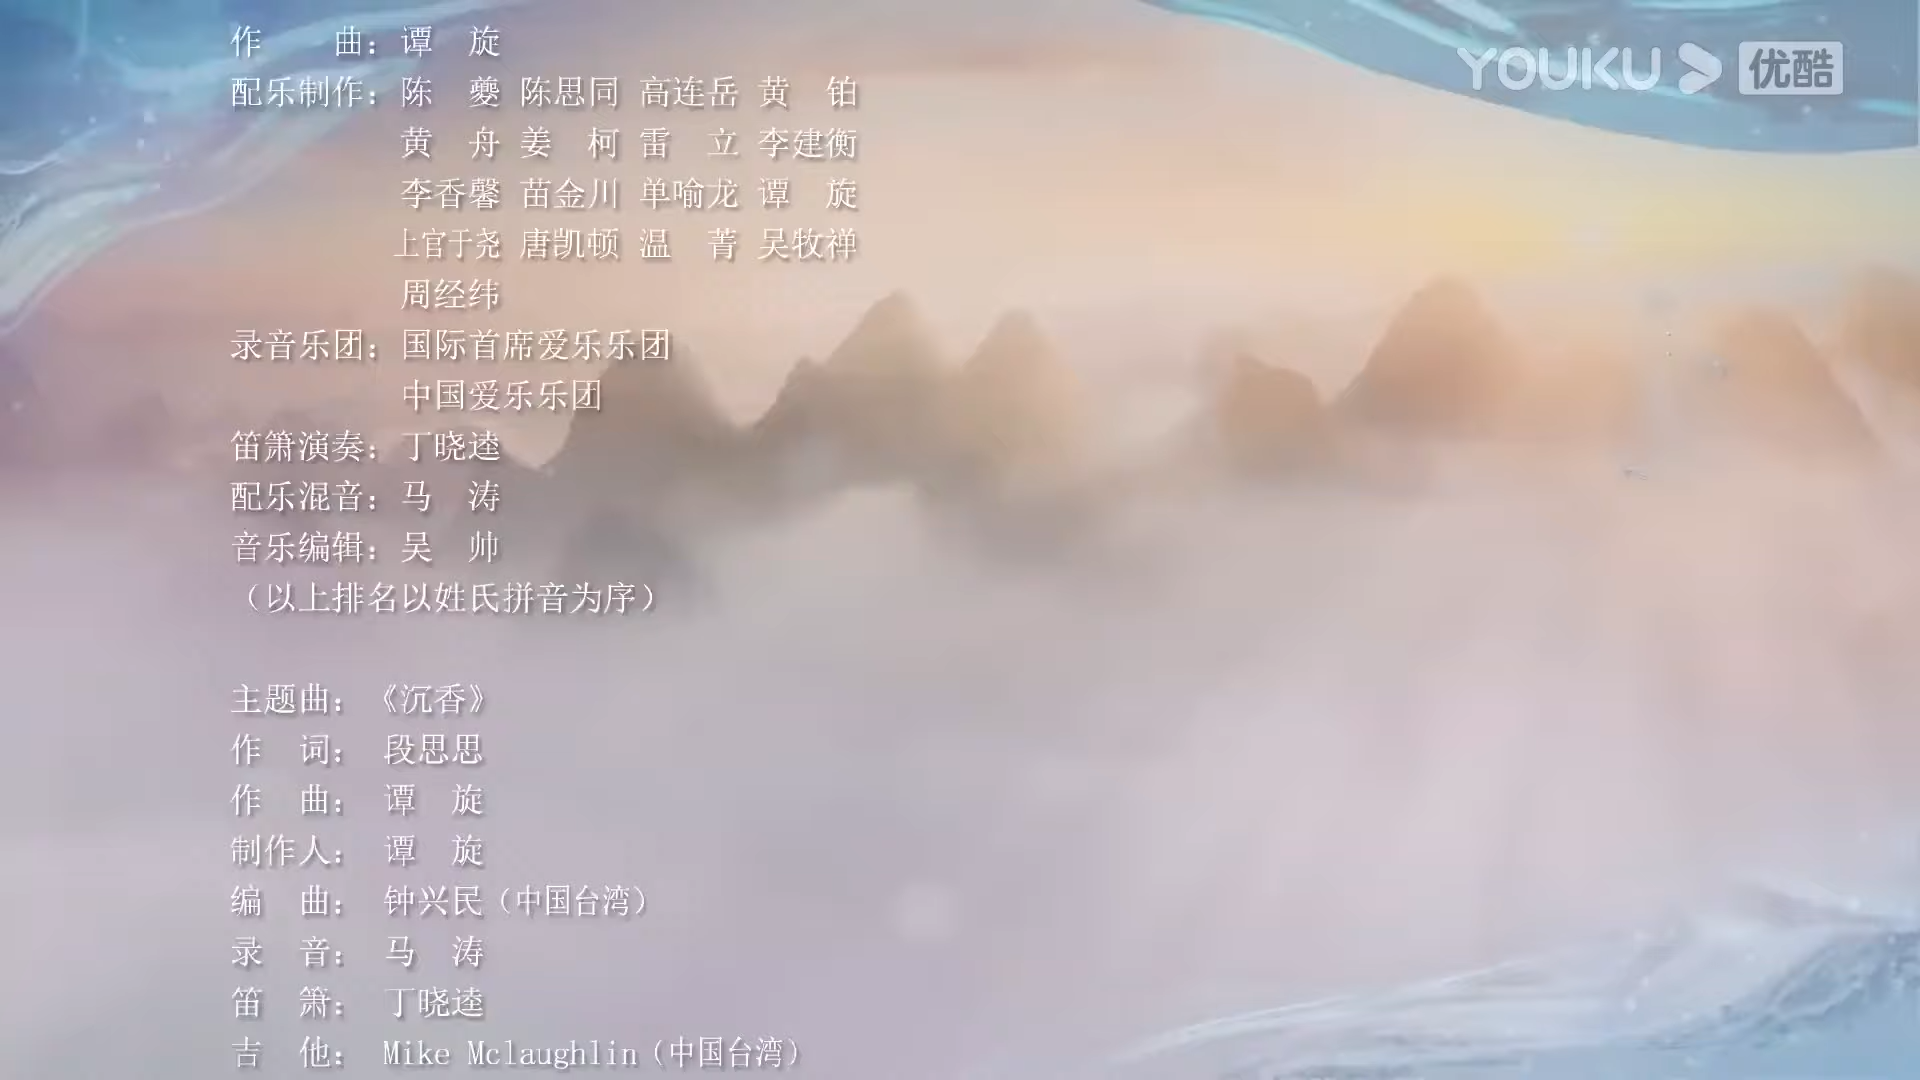 作 曲：谭 旋
YOUKU 优酷
配乐制作：陈 夔 陈思同 高连岳 黄 铂
黄 舟 姜 柯 雷 立 李建衡
李香馨 苗金川 单喻龙 谭 旋
上官于尧 唐凯顿 温 菁 吴牧禅
周经纬
录音乐团：国际首席爱乐乐团
中国爱乐乐团
笛箫演奏：丁晓逵
配乐混音：马 涛
音乐编辑：吴 帅
（以上排名以姓氏拼音为序）
主题曲：《沉香》
作 词：段思思
作 曲：谭 旋
制作人：谭 旋
编 曲：钟兴民（中国台湾）
录 音：马 涛
笛 箫：丁晓逵
吉 他：Mike Mclaughlin（中国台湾）